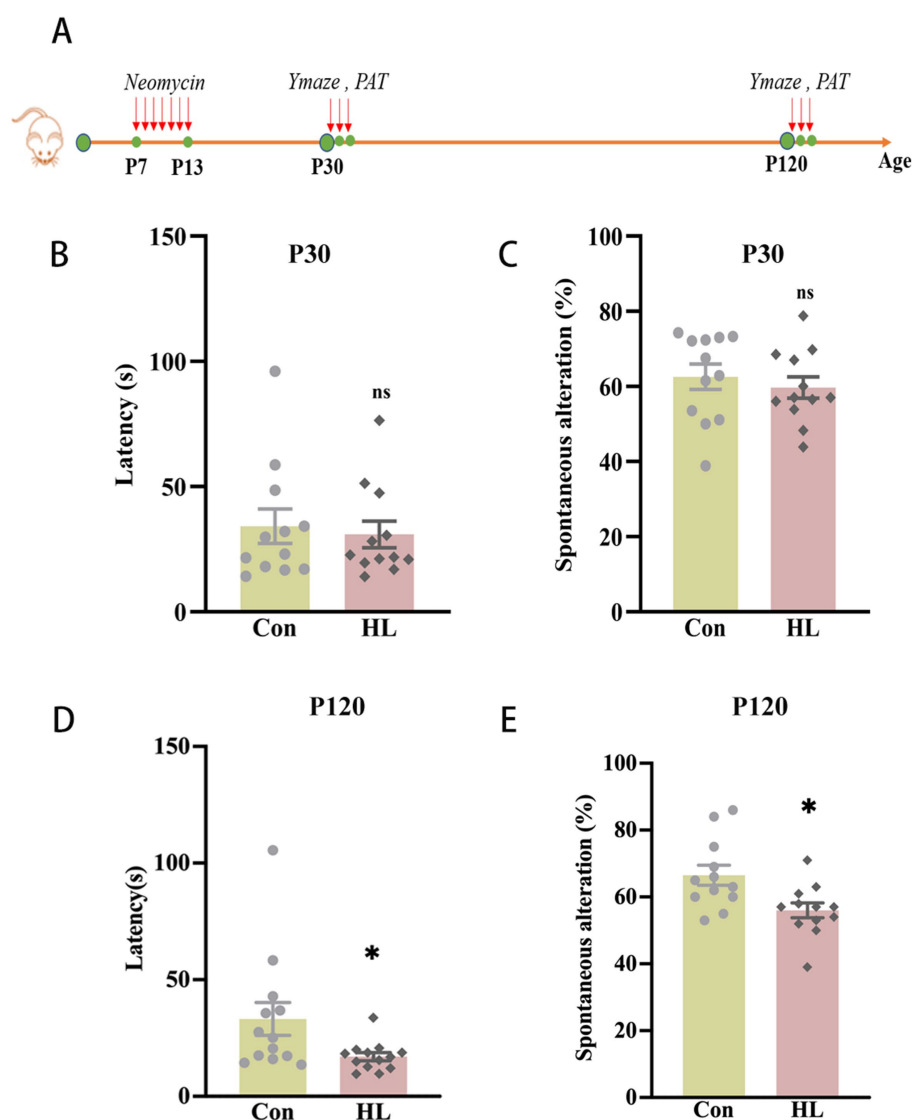 A
Neomycin
Ymaze , PAT
Ymaze , PAT
P7
P13
P30
P120
Age
B
P30
Latency (s)
150
100
50
0
ns
Con
HL
C
P30
Spontaneous alteration (%)
100
80
60
40
20
0
ns
Con
HL
D
P120
Latency(s)
150
100
50
0
*
Con
HL
E
P120
Spontaneous alteration (%)
100
80
60
40
20
0
*
Con
HL